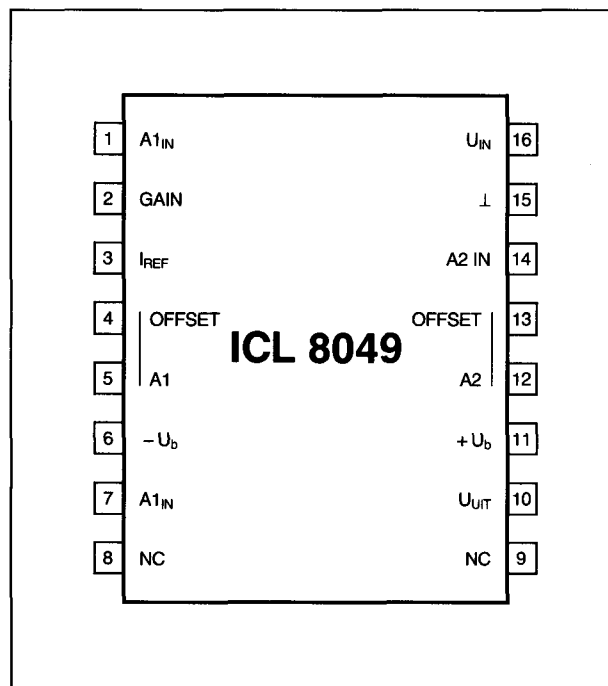 1 A1IN UIN 16
2 GAIN ⊥ 15
3 IREF A2 IN 14
4 OFFSET OFFSET 13
ICL 8049
5 A1 A2 12
6 −Ub +Ub 11
7 A1IN UUIT 10
8 NC NC 9